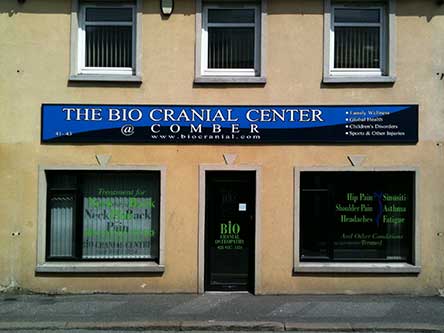 THE BIO CRANIAL CENTER
@ COMBER
41-43
www.biocranial.com
• Family Wellness
• Global Health
• Children's Disorders
• Sports & Other Injuries
Treatment for
Neck Back
Pain
BIO CRANIAL CENTRE
BIO
CRANIAL
OSTEOPATHY
Hip Pain Sinusitis
Shoulder Pain Asthma
Headaches Fatigue
And Other Conditions
Treated